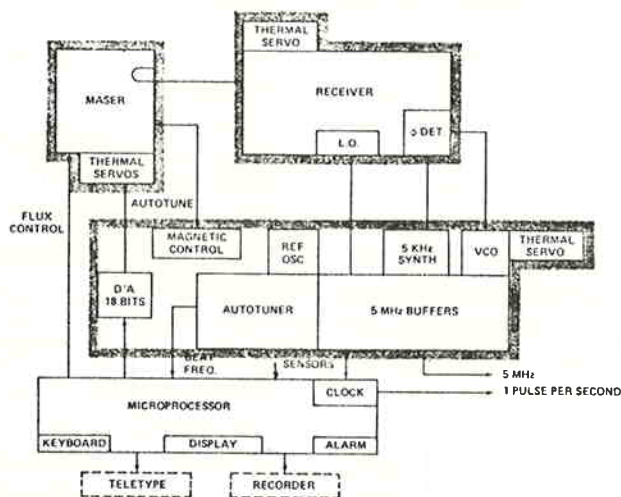 THERMAL
SERVO
MASER
RECEIVER
L.O.
φ DET.
THERMAL
SERVOS
AUTOTUNE
FLUX
CONTROL
MAGNETIC
CONTROL
REF
OSC
5 KHz
SYNTH
VCO
THERMAL
SERVO
D'A
18 BITS
AUTOTUNER
5 MHz BUFFERS
BEAT
FREQ.
SENSORS
5 MHz
1 PULSE PER SECOND
CLOCK
MICROPROCESSOR
KEYBOARD
DISPLAY
ALARM
TELETYPE
RECORDER